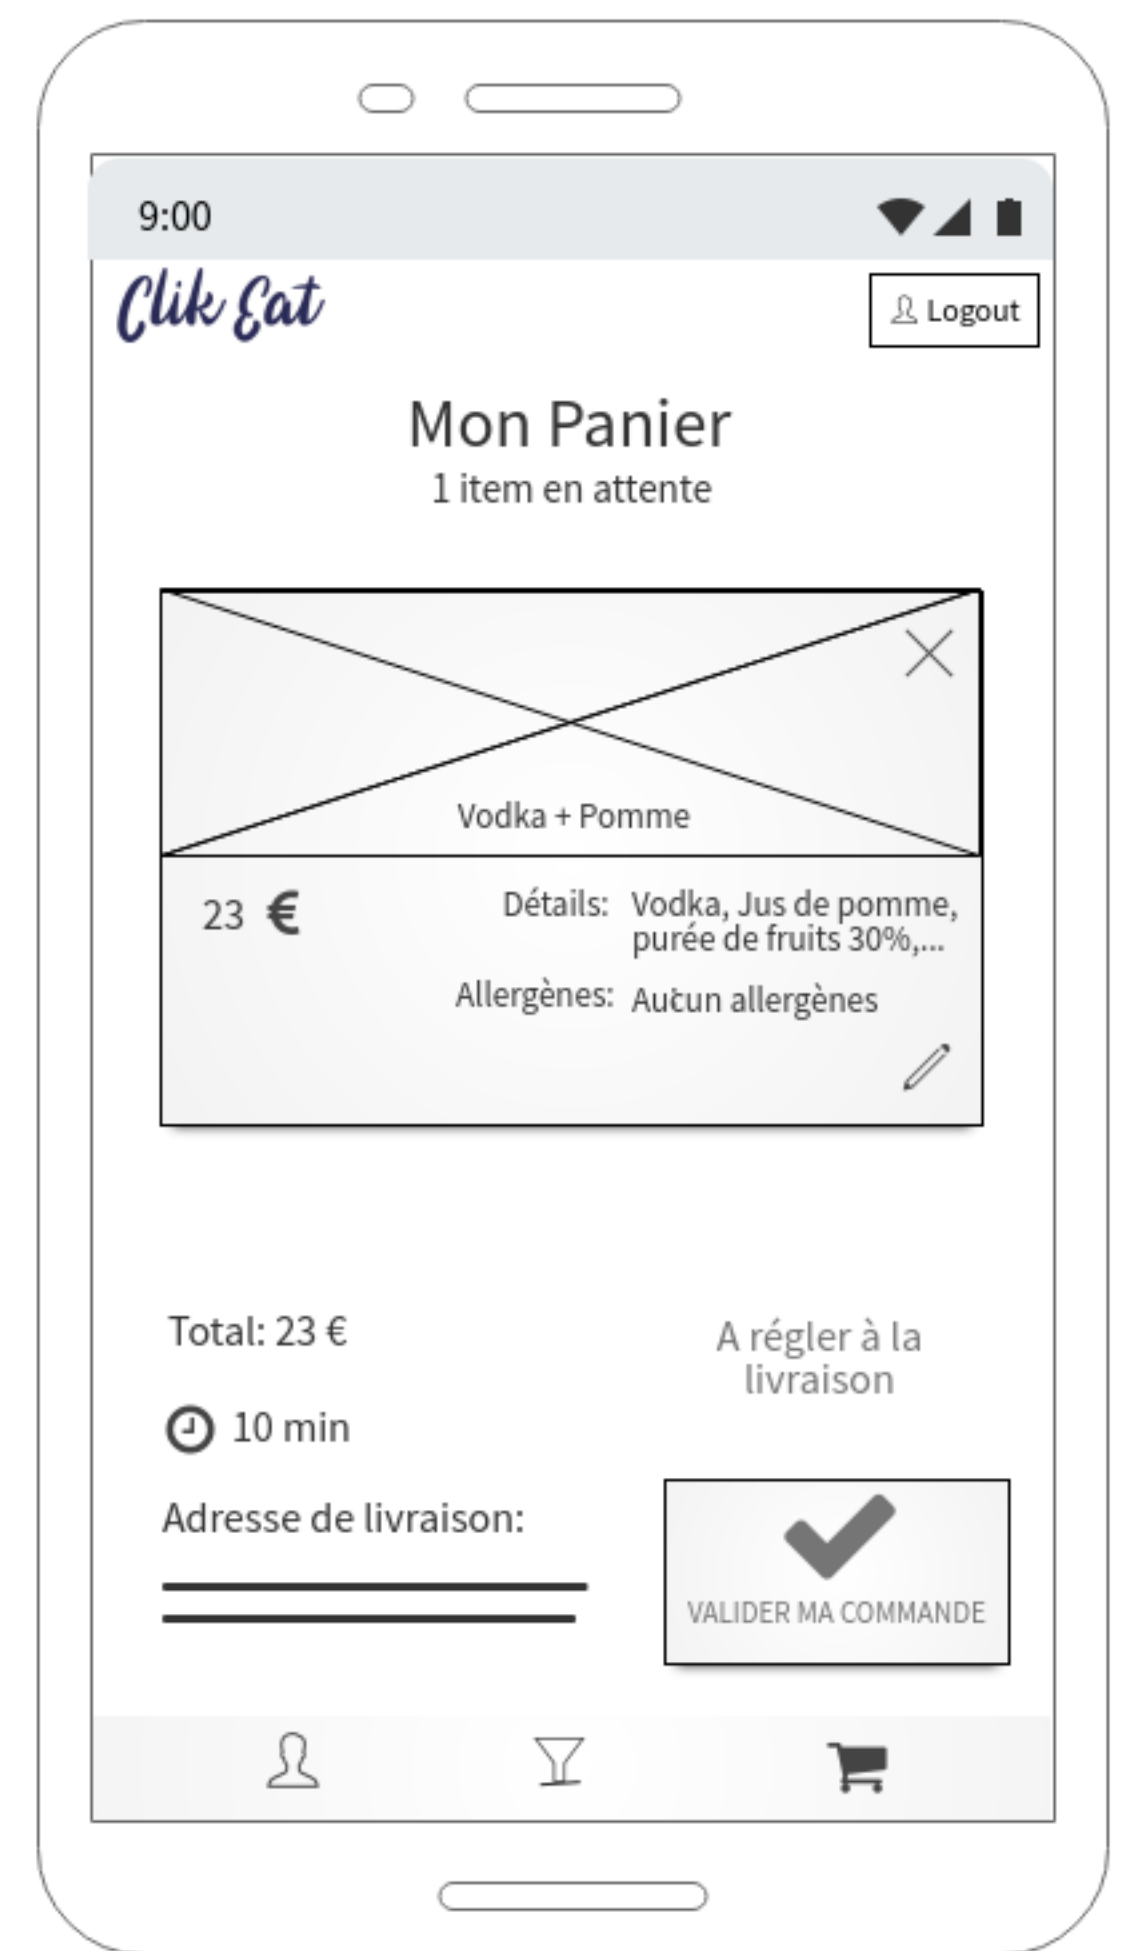 9:00
Clik Eat
Logout
Mon Panier
1 item en attente
Vodka + Pomme
23 €
Détails: Vodka, Jus de pomme,
purée de fruits 30%,...
Allergènes: Aucun allergènes
Total: 23 €
A régler à la
livraison
10 min
Adresse de livraison:
VALIDER MA COMMANDE